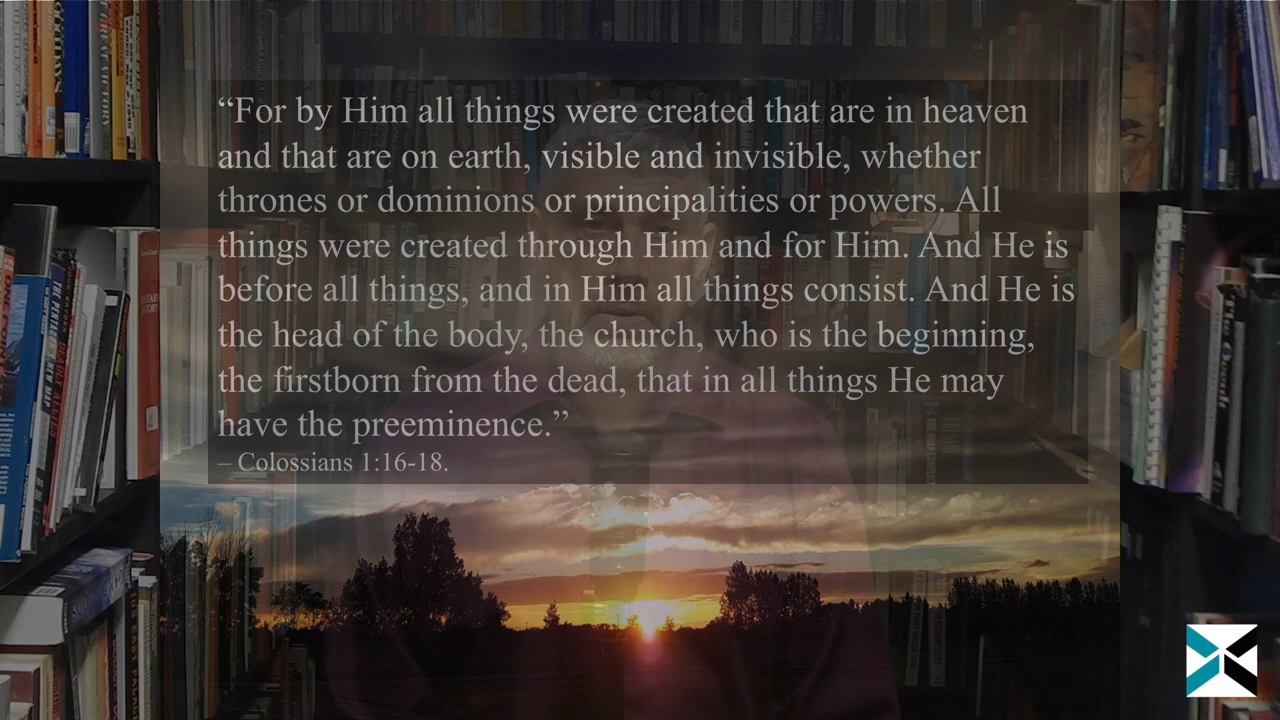 “For by Him all things were created that are in heaven
and that are on earth, visible and invisible, whether
thrones or dominions or principalities or powers. All
things were created through Him and for Him. And He is
before all things, and in Him all things consist. And He is
the head of the body, the church, who is the beginning,
the firstborn from the dead, that in all things He may
have the preeminence.”
– Colossians 1:16-18.